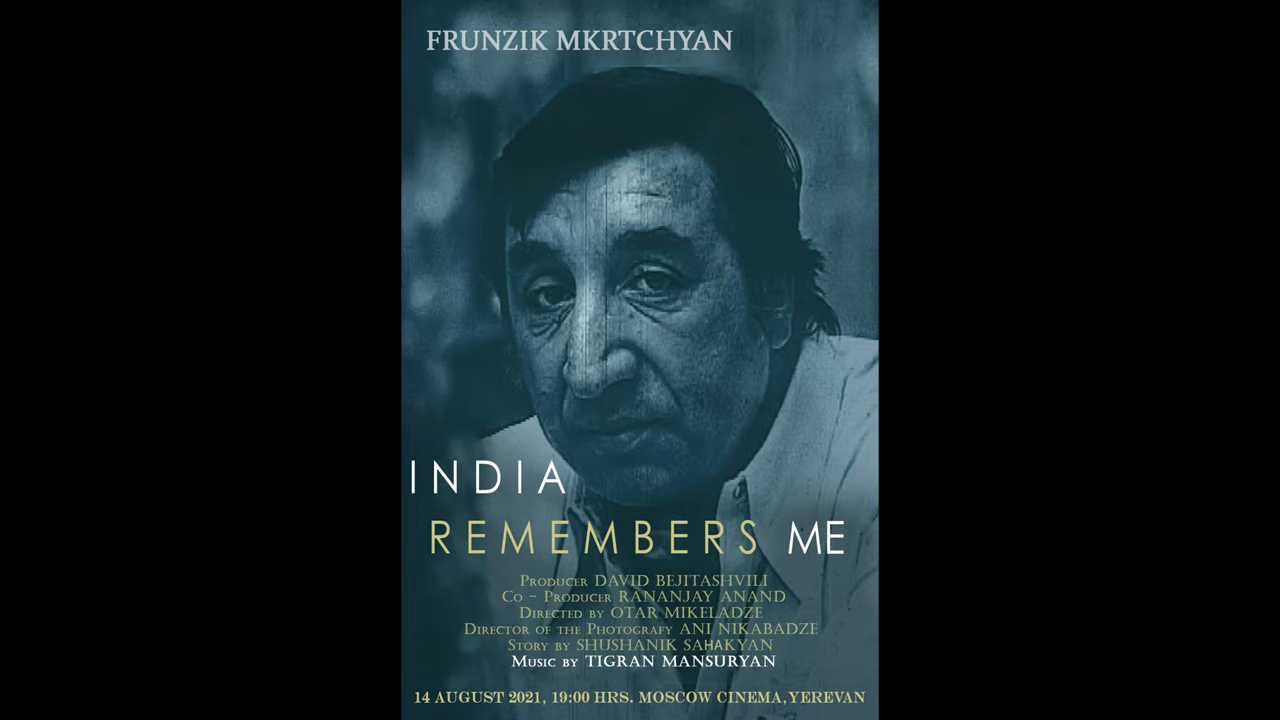 FRUNZIK MKRTCHYAN
INDIA
REMEMBERS ME
Producer DAVID BEJITASHVILI
Co - Producer RANANJAY ANAND
Directed by OTAR MIKELADZE
Director of the Photografy ANI NIKABADZE
Story by SHUSHANIK SAHAKYAN
Music by TIGRAN MANSURYAN
14 AUGUST 2021, 19:00 HRS. MOSCOW CINEMA,YEREVAN